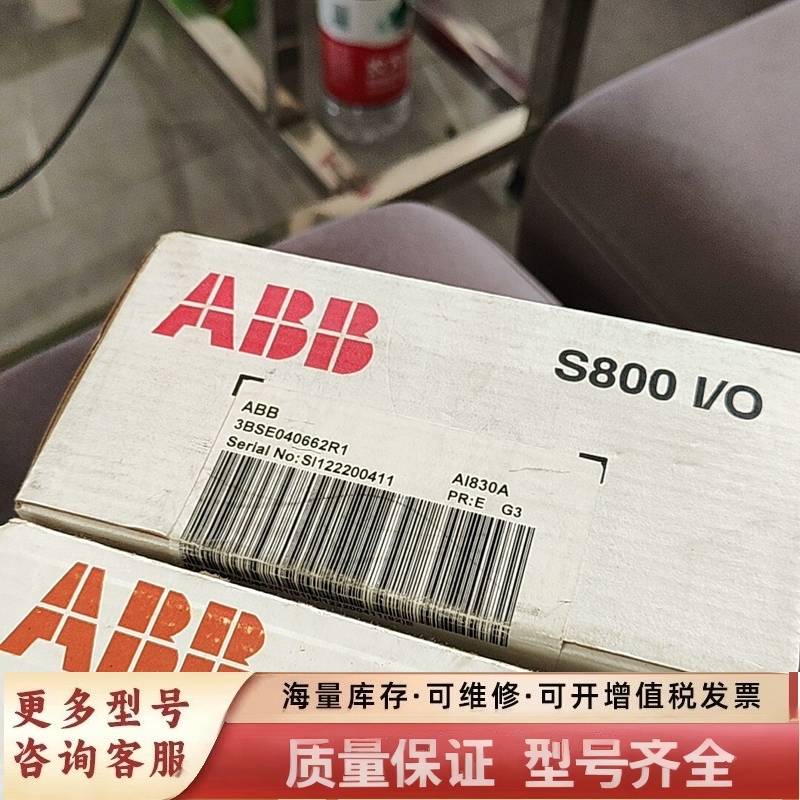 ABB
S800 I/O
ABB
3BSE040662R1
Serial No:SI122200411
AI830A
PR:E G3
ABB
更多型号
咨询客服
海量库存·可维修·可开增值税发票
质量保证 型号齐全